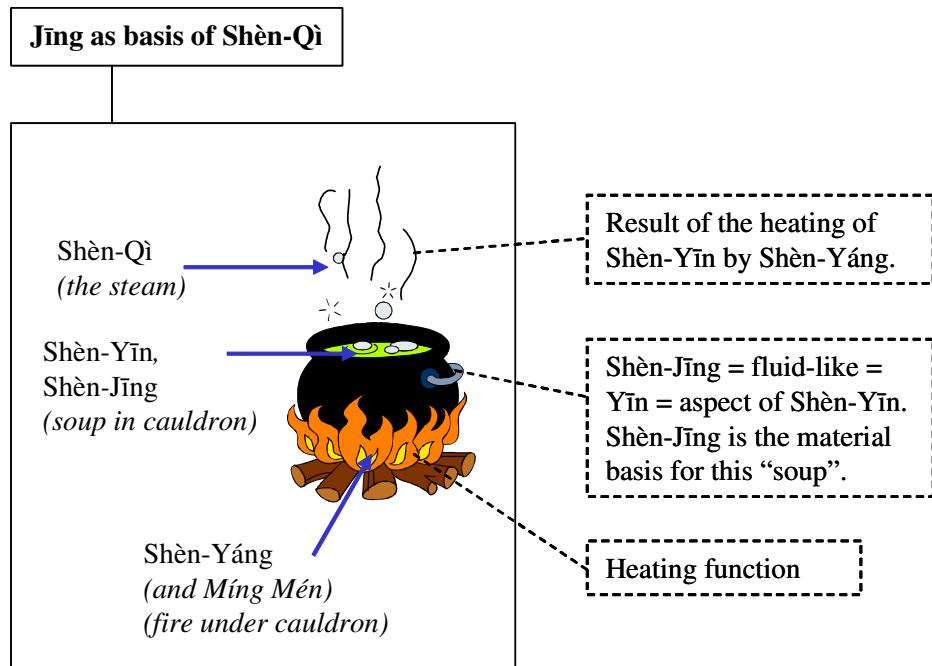 Jīng as basis of Shèn-Qì
Shèn-Qì
(the steam)
Result of the heating of
Shèn-Yīn by Shèn-Yáng.
Shèn-Yīn,
Shèn-Jīng
(soup in cauldron)
Shèn-Jīng = fluid-like =
Yīn = aspect of Shèn-Yīn.
Shèn-Jīng is the material
basis for this “soup”.
Shèn-Yáng
(and Míng Mén)
(fire under cauldron)
Heating function